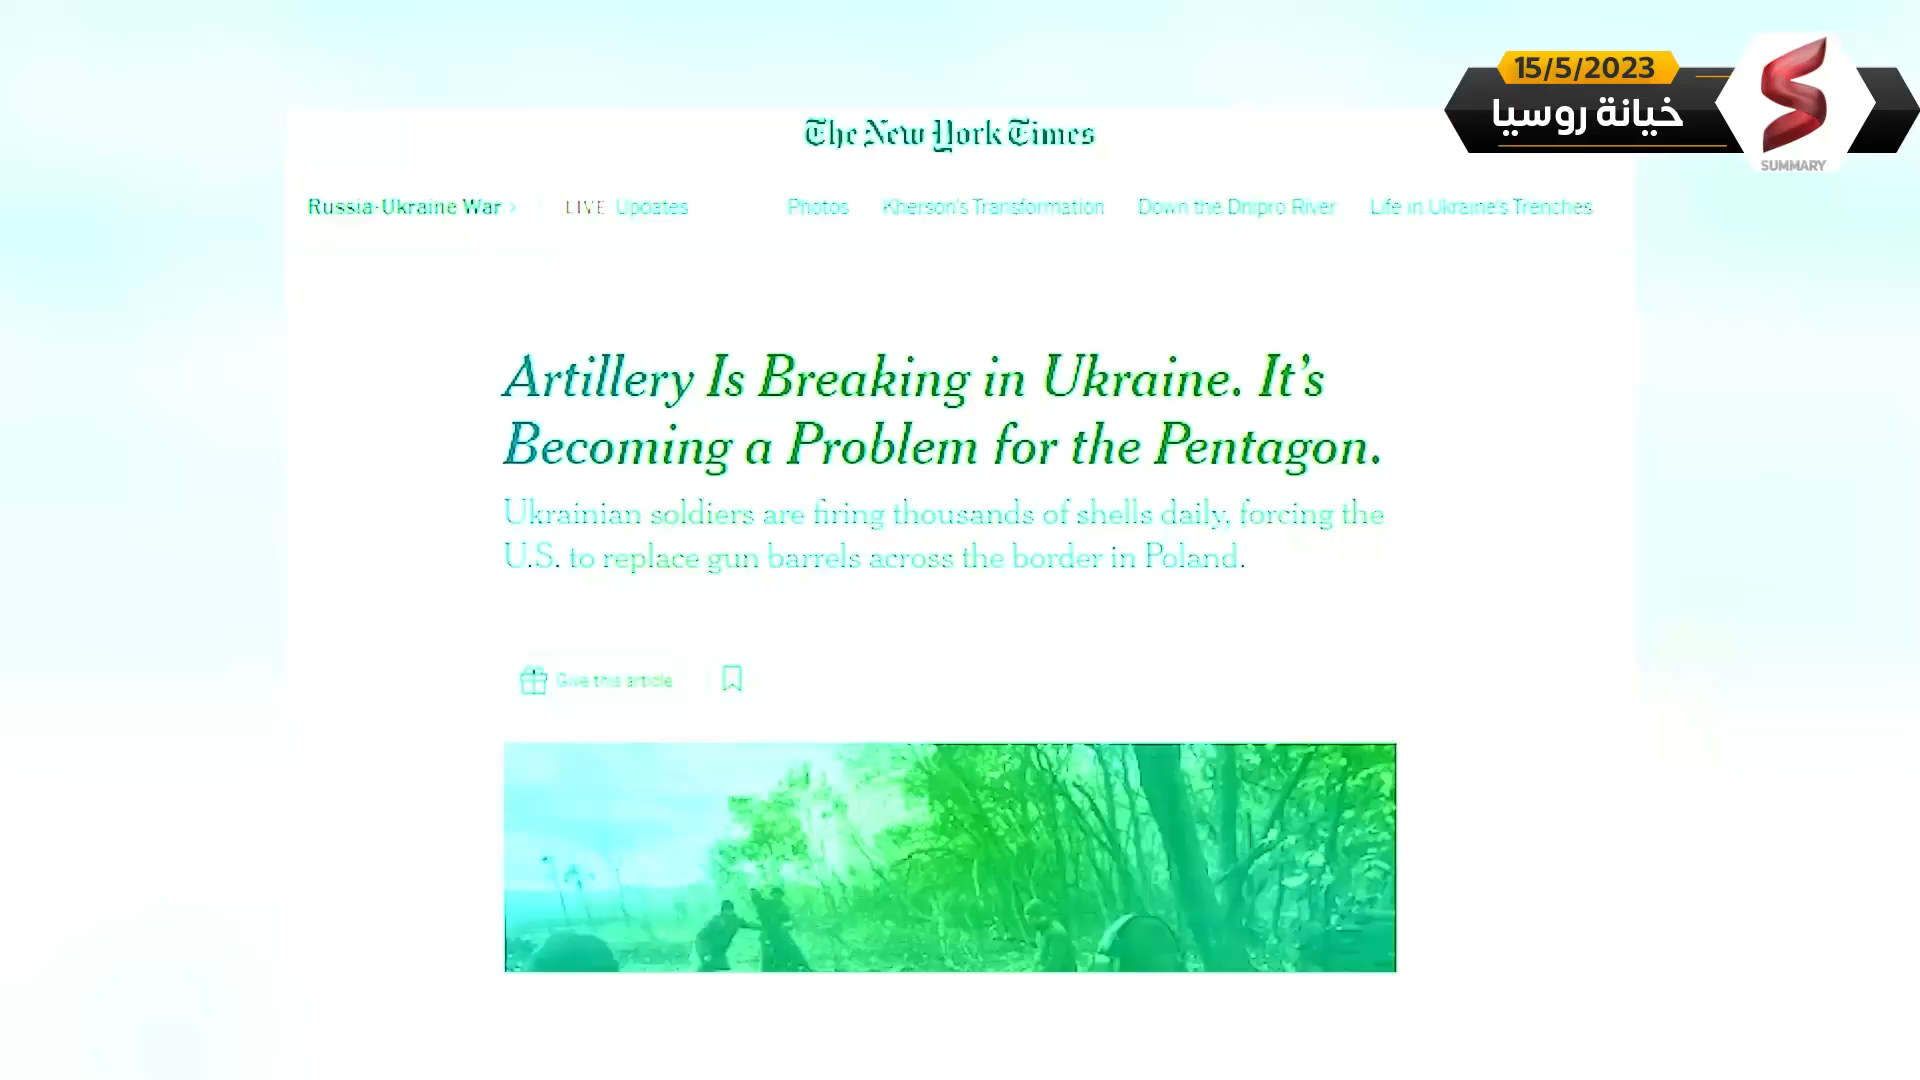 15/5/2023
خيانة روسيا
SUMMARY
The New York Times
Russia-Ukraine War
LIVE Updates
Photos
Kherson's Transformation
Down the Dnipro River
Life in Ukraine's Trenches
Artillery Is Breaking in Ukraine. It's
Becoming a Problem for the Pentagon.
Ukrainian soldiers are firing thousands of shells daily, forcing the
U.S. to replace gun barrels across the border in Poland.
Give this article